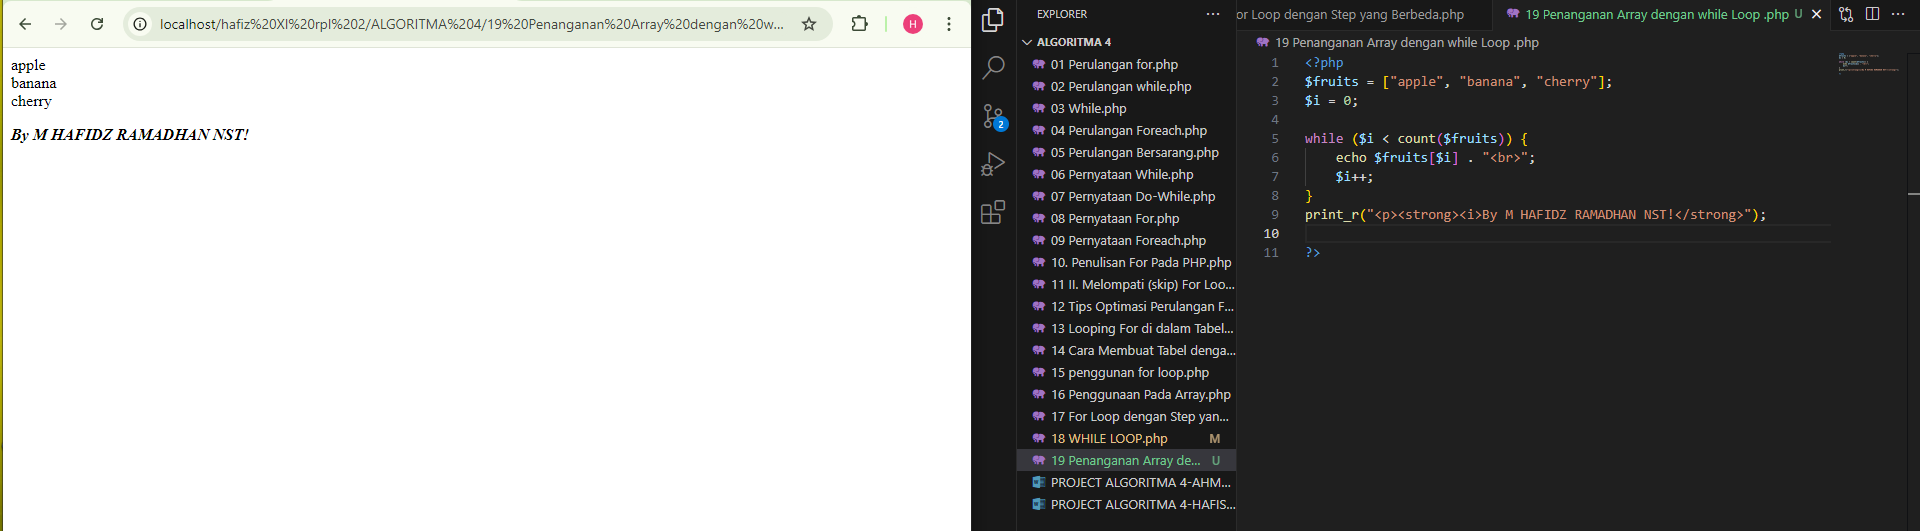 localhost/hafiz%20XI%20rpl%202/ALGORITMA%204/19%20Penanganan%20Array%20dengan%20w...
H
apple
banana
cherry
By M HAFIDZ RAMADHAN NST!
2
EXPLORER
ALGORITMA 4
01 Perulangan for.php
02 Perulangan while.php
03 While.php
04 Perulangan Foreach.php
05 Perulangan Bersarang.php
06 Pernyataan While.php
07 Pernyataan Do-While.php
08 Pernyataan For.php
09 Pernyataan Foreach.php
10. Penulisan For Pada PHP.php
11 II. Melompati (skip) For Loo...
12 Tips Optimasi Perulangan F...
13 Looping For di dalam Tabel...
14 Cara Membuat Tabel denga...
15 penggunan for loop.php
16 Penggunaan Pada Array.php
17 For Loop dengan Step yan...
18 WHILE LOOP.php M
19 Penanganan Array de... U
PROJECT ALGORITMA 4-AHM...
PROJECT ALGORITMA 4-HAFIS...
or Loop dengan Step yang Berbeda.php
19 Penanganan Array dengan while Loop .php U
19 Penanganan Array dengan while Loop .php
1 <?php
2 $fruits = ["apple", "banana", "cherry"];
3 $i = 0;
4
5 while ($i < count($fruits)) {
6 echo $fruits[$i] . "<br>";
7 $i++;
8 }
9 print_r("<p><strong><i>By M HAFIDZ RAMADHAN NST!</strong>");
10
11 ?>